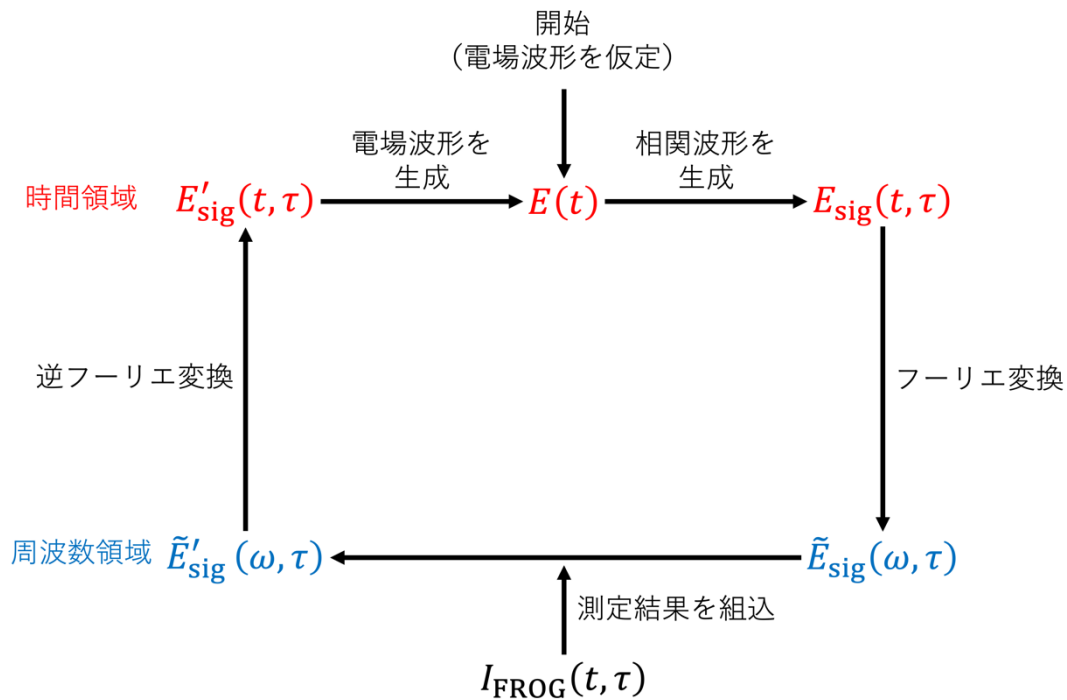 開始
（電場波形を仮定）
電場波形を
生成
相関波形を
生成
時間領域
E′sig(t, τ)
E(t)
Esig(t, τ)
逆フーリエ変換
フーリエ変換
周波数領域
Ẽ′sig (ω, τ)
Ẽsig(ω, τ)
測定結果を組込
IFROG(t, τ)